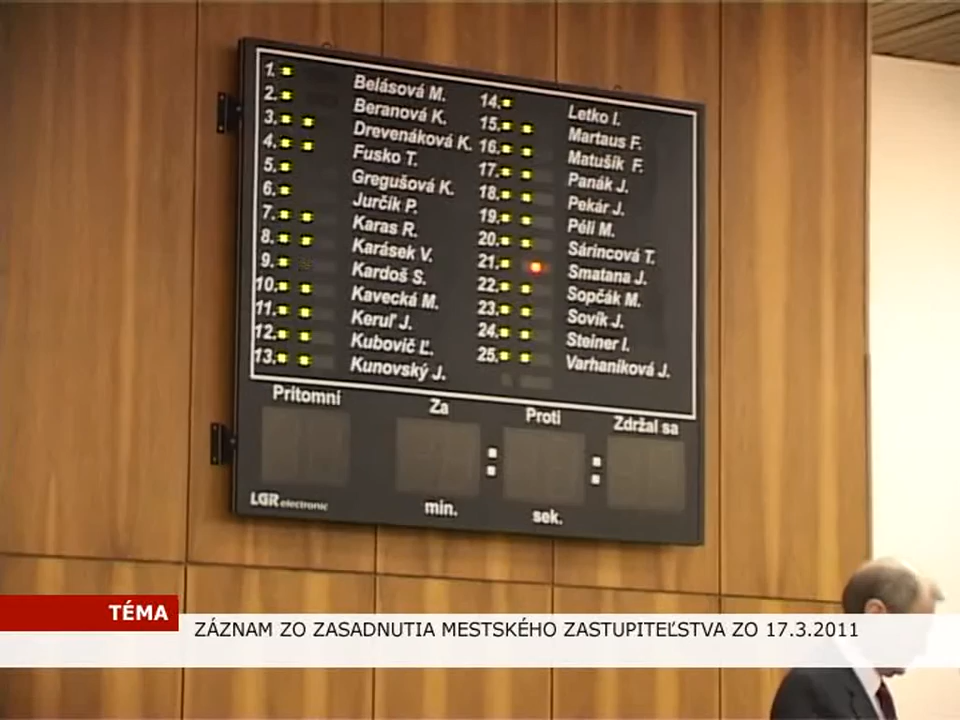 1. Belásová M.
2. Beranová K.
3. Drevenáková K.
4. Fusko T.
5. Gregušová K.
6. Jurčík P.
7. Karas R.
8. Karásek V.
9. Kardoš S.
10. Kavecká M.
11. Keruľ J.
12. Kubovič Ľ.
13. Kunovský J.
14. Letko I.
15. Martaus F.
16. Matušík F.
17. Panák J.
18. Pekár J.
19. Péli M.
20. Sárincová T.
21. Smatana J.
22. Sopčák M.
23. Sovík J.
24. Steiner I.
25. Varhaníková J.
Prítomní Za Proti Zdržal sa
LGR electronic min. sek.
TÉMA
ZÁZNAM ZO ZASADNUTIA MESTSKÉHO ZASTUPITEĽSTVA ZO 17.3.2011